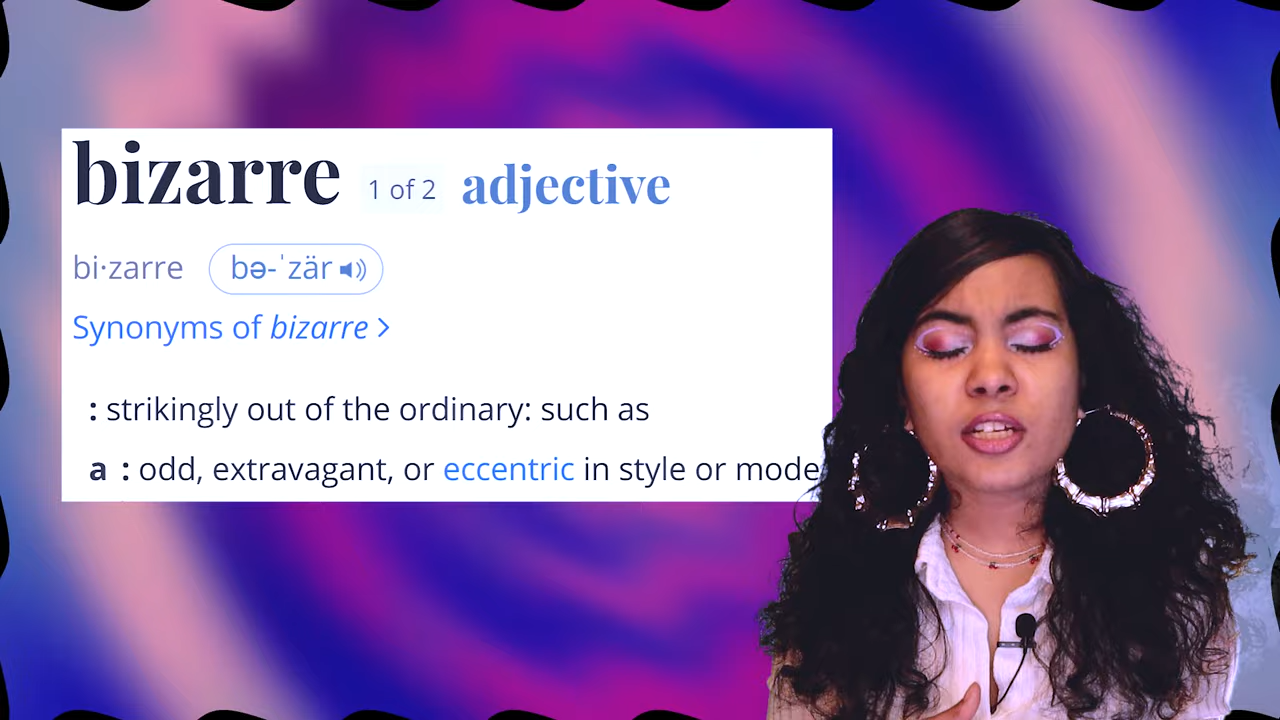 bizarre 1 of 2 adjective
bi·zarre bə-ˈzär
Synonyms of bizarre >
: strikingly out of the ordinary: such as
a : odd, extravagant, or eccentric in style or mode